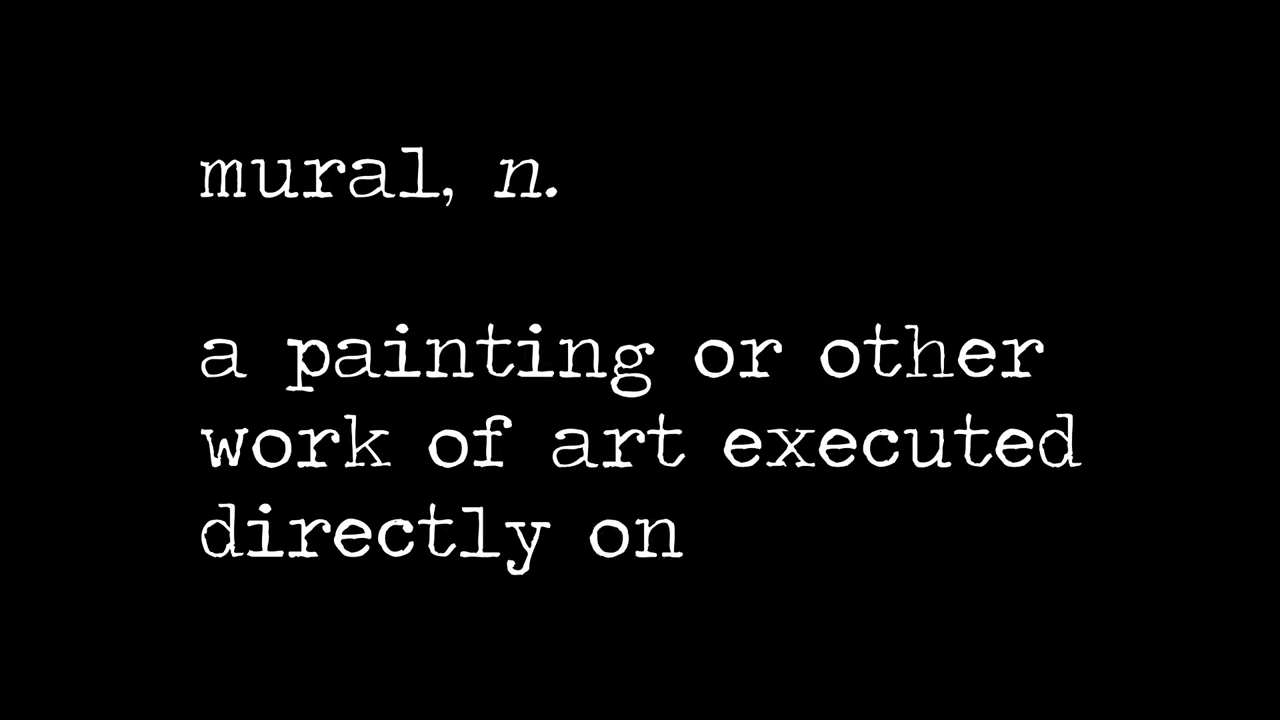 mural, n.
a painting or other
work of art executed
directly on